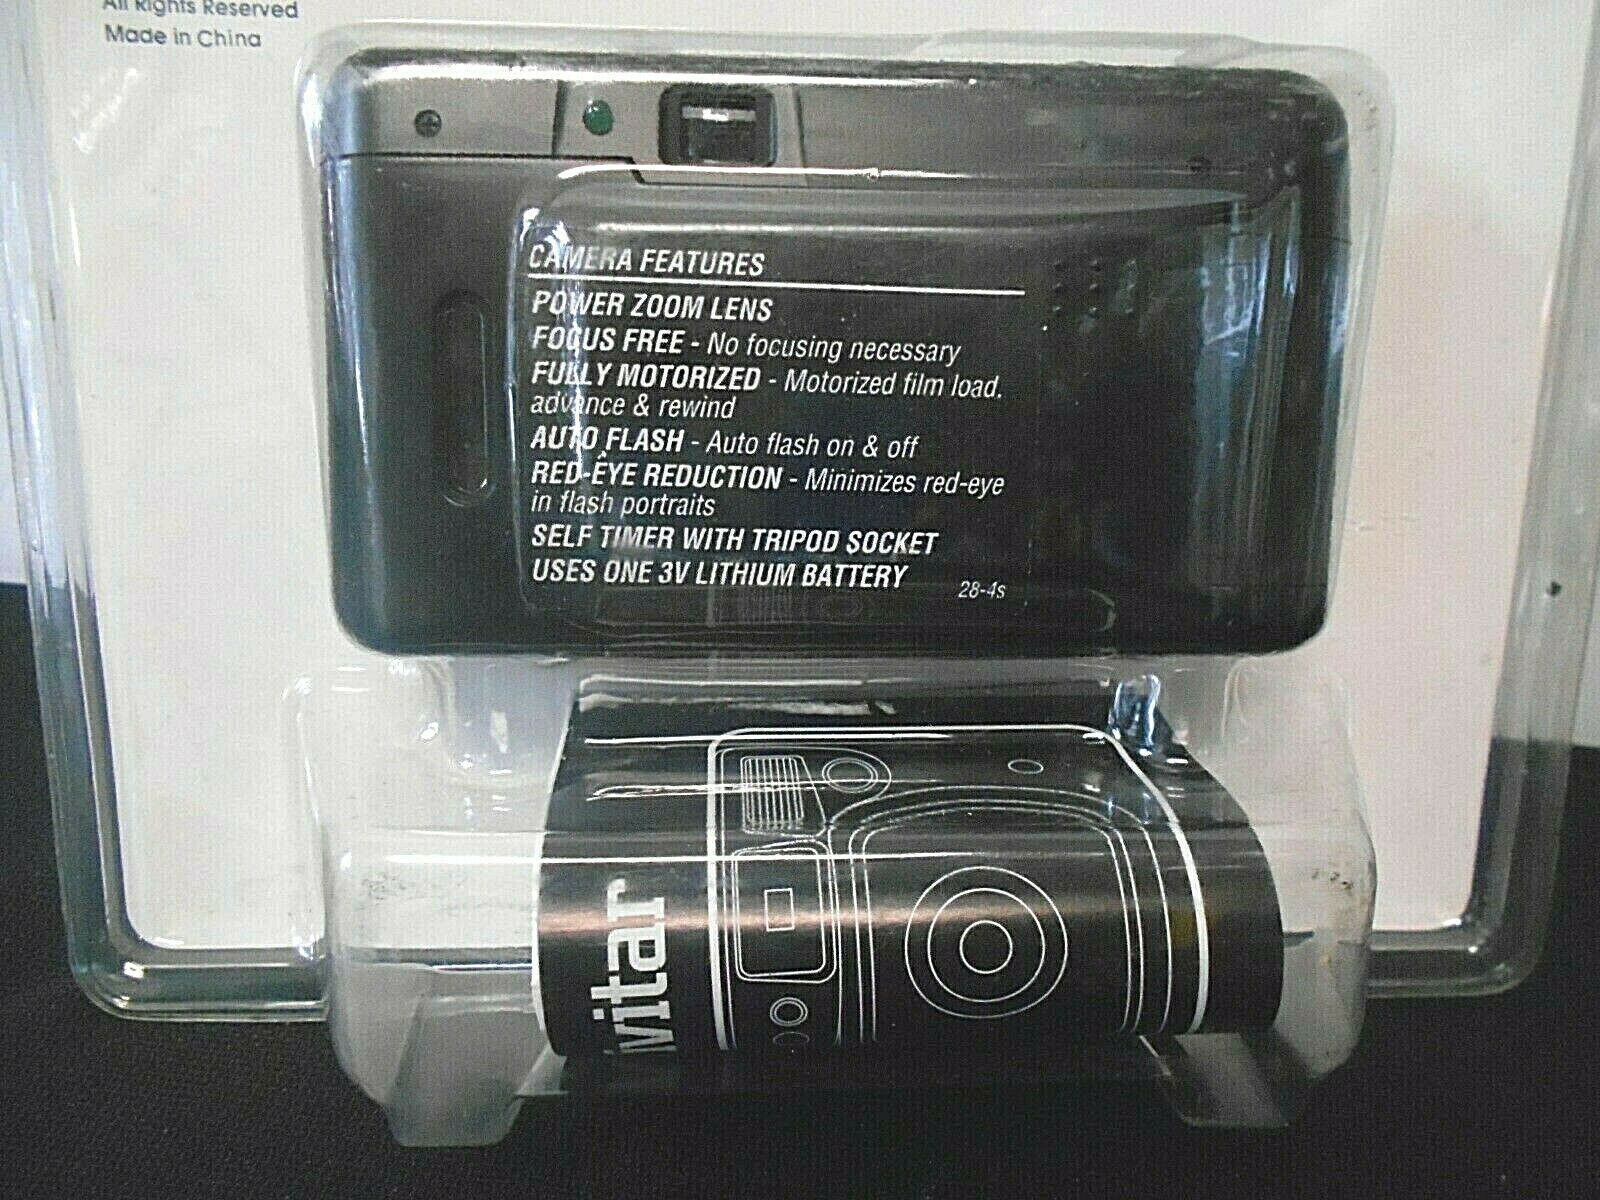 All Rights Reserved
Made in China
CAMERA FEATURES
POWER ZOOM LENS
FOCUS FREE - No focusing necessary
FULLY MOTORIZED - Motorized film load.
advance & rewind
AUTO FLASH - Auto flash on & off
RED-EYE REDUCTION - Minimizes red-eye
in flash portraits
SELF TIMER WITH TRIPOD SOCKET
USES ONE 3V LITHIUM BATTERY
28-4s
ivitar